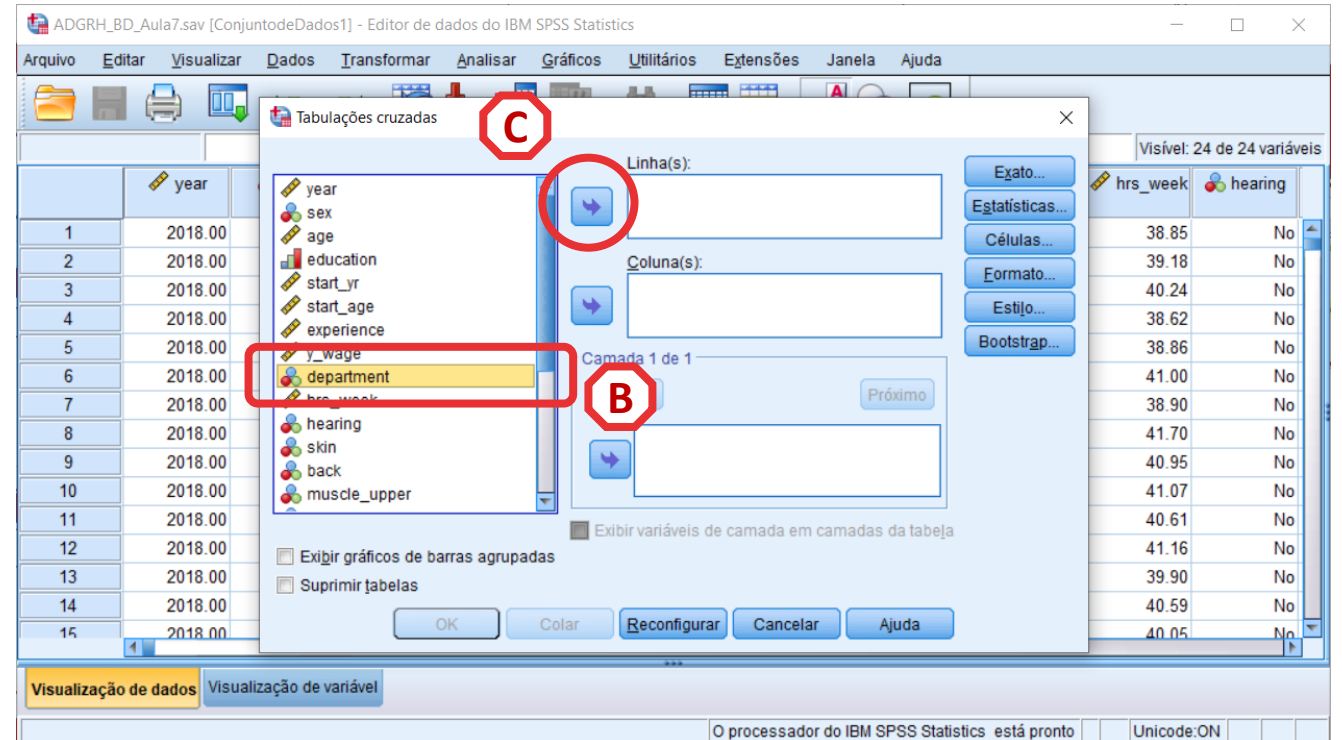 ADGRH_BD_Aula7.sav [ConjuntodeDados1] - Editor de dados do IBM SPSS Statistics
Arquivo Editar Visualizar Dados Transformar Analisar Gráficos Utilitários Extensões Janela Ajuda
Tabulações cruzadas
C
Visível: 24 de 24 variáveis
year
hrs_week hearing
1 2018.00 38.85 No
2 2018.00 39.18 No
3 2018.00 40.24 No
4 2018.00 38.62 No
5 2018.00 38.86 No
6 2018.00 41.00 No
7 2018.00 38.90 No
8 2018.00 41.70 No
9 2018.00 40.95 No
10 2018.00 41.07 No
11 2018.00 40.61 No
12 2018.00 41.16 No
13 2018.00 39.90 No
14 2018.00 40.59 No
15 2018.00 40.05 No
year
sex
age
education
start_yr
start_age
experience
y_wage
department
hrs_week
hearing
skin
back
muscle_upper
Linha(s):
Coluna(s):
Camada 1 de 1
B
Próximo
Exibir variáveis de camada em camadas da tabela
Exato...
Estatísticas...
Células...
Formato...
Estilo...
Bootstrap...
Exibir gráficos de barras agrupadas
Suprimir tabelas
OK Colar Reconfigurar Cancelar Ajuda
Visualização de dados Visualização de variável
O processador do IBM SPSS Statistics está pronto Unicode:ON